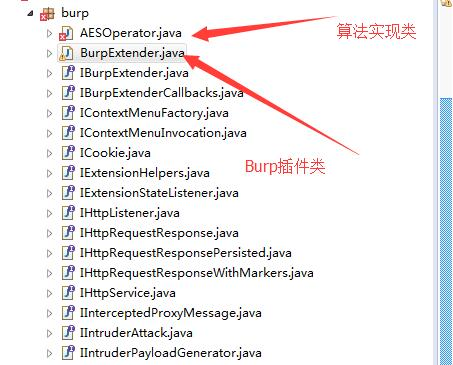 burp
AESOperator.java
算法实现类
BurpExtender.java
IBurpExtender.java
IBurpExtenderCallbacks.java
IContextMenuFactory.java
IContextMenuInvocation.java
ICookie.java
Burp插件类
IExtensionHelpers.java
IExtensionStateListener.java
IHttpListener.java
IHttpRequestResponse.java
IHttpRequestResponsePersisted.java
IHttpRequestResponseWithMarkers.java
IHttpService.java
IInterceptedProxyMessage.java
IIntruderAttack.java
IIntruderPayloadGenerator.java